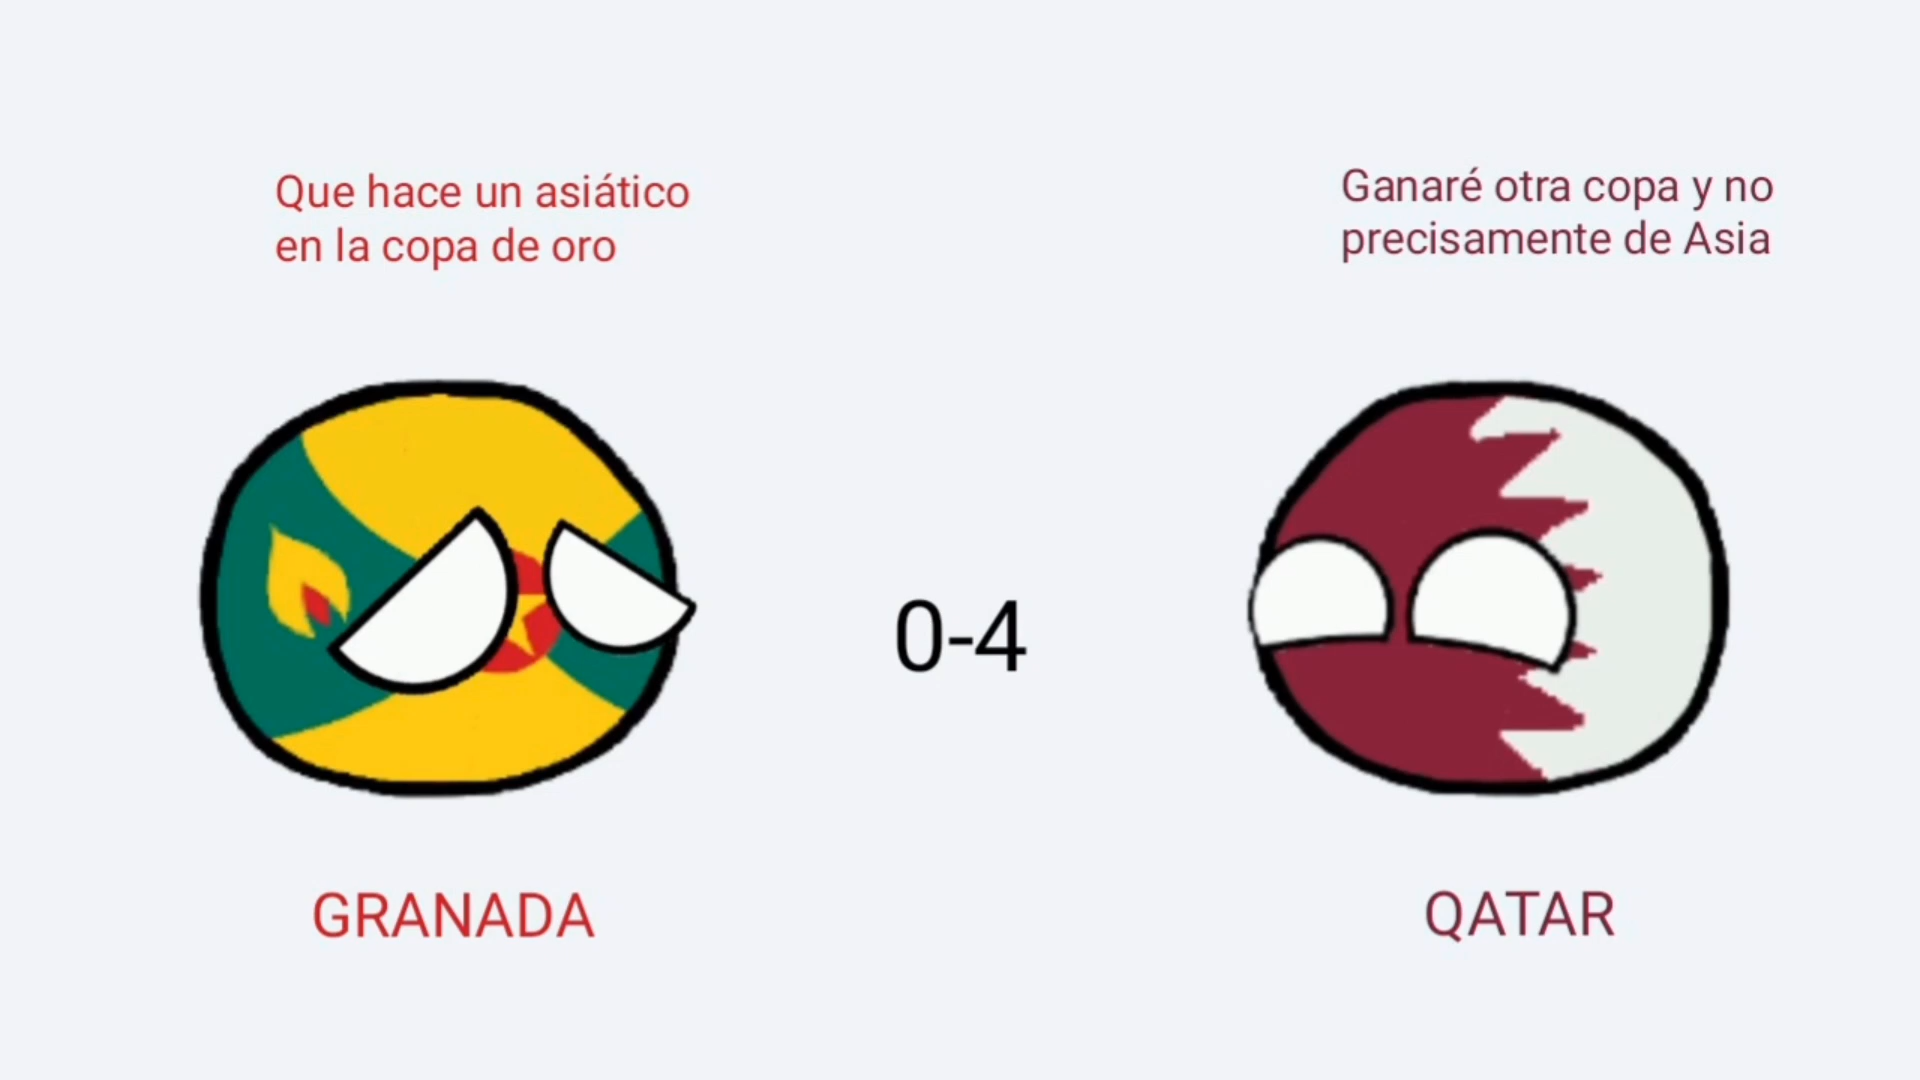 Que hace un asiático
en la copa de oro
Ganaré otra copa y no
precisamente de Asia
0-4
GRANADA
QATAR